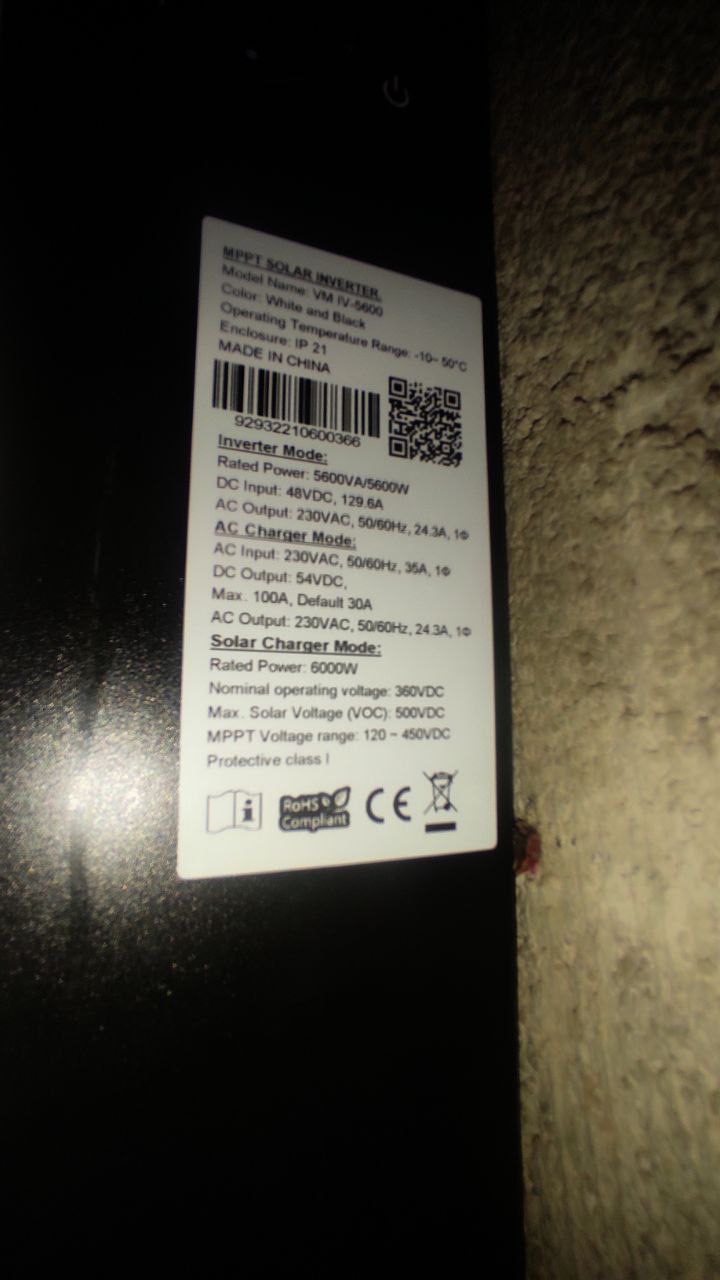 MPPT SOLAR INVERTER
Model Name: VM IV-5600
Color: White and Black
Operating Temperature Range: -10~ 50°C
Enclosure: IP 21
MADE IN CHINA
92932210600366
Inverter Mode:
Rated Power: 5600VA/5600W
DC Input: 48VDC, 129.6A
AC Output: 230VAC, 50/60Hz, 24.3A, 1Φ
AC Charger Mode:
AC Input: 230VAC, 50/60Hz, 35A, 1Φ
DC Output: 54VDC,
Max. 100A, Default 30A
AC Output: 230VAC, 50/60Hz, 24.3A, 1Φ
Solar Charger Mode:
Rated Power: 6000W
Nominal operating voltage: 360VDC
Max. Solar Voltage (VOC): 500VDC
MPPT Voltage range: 120 ~ 450VDC
Protective class I
i RoHS CE
Compliant